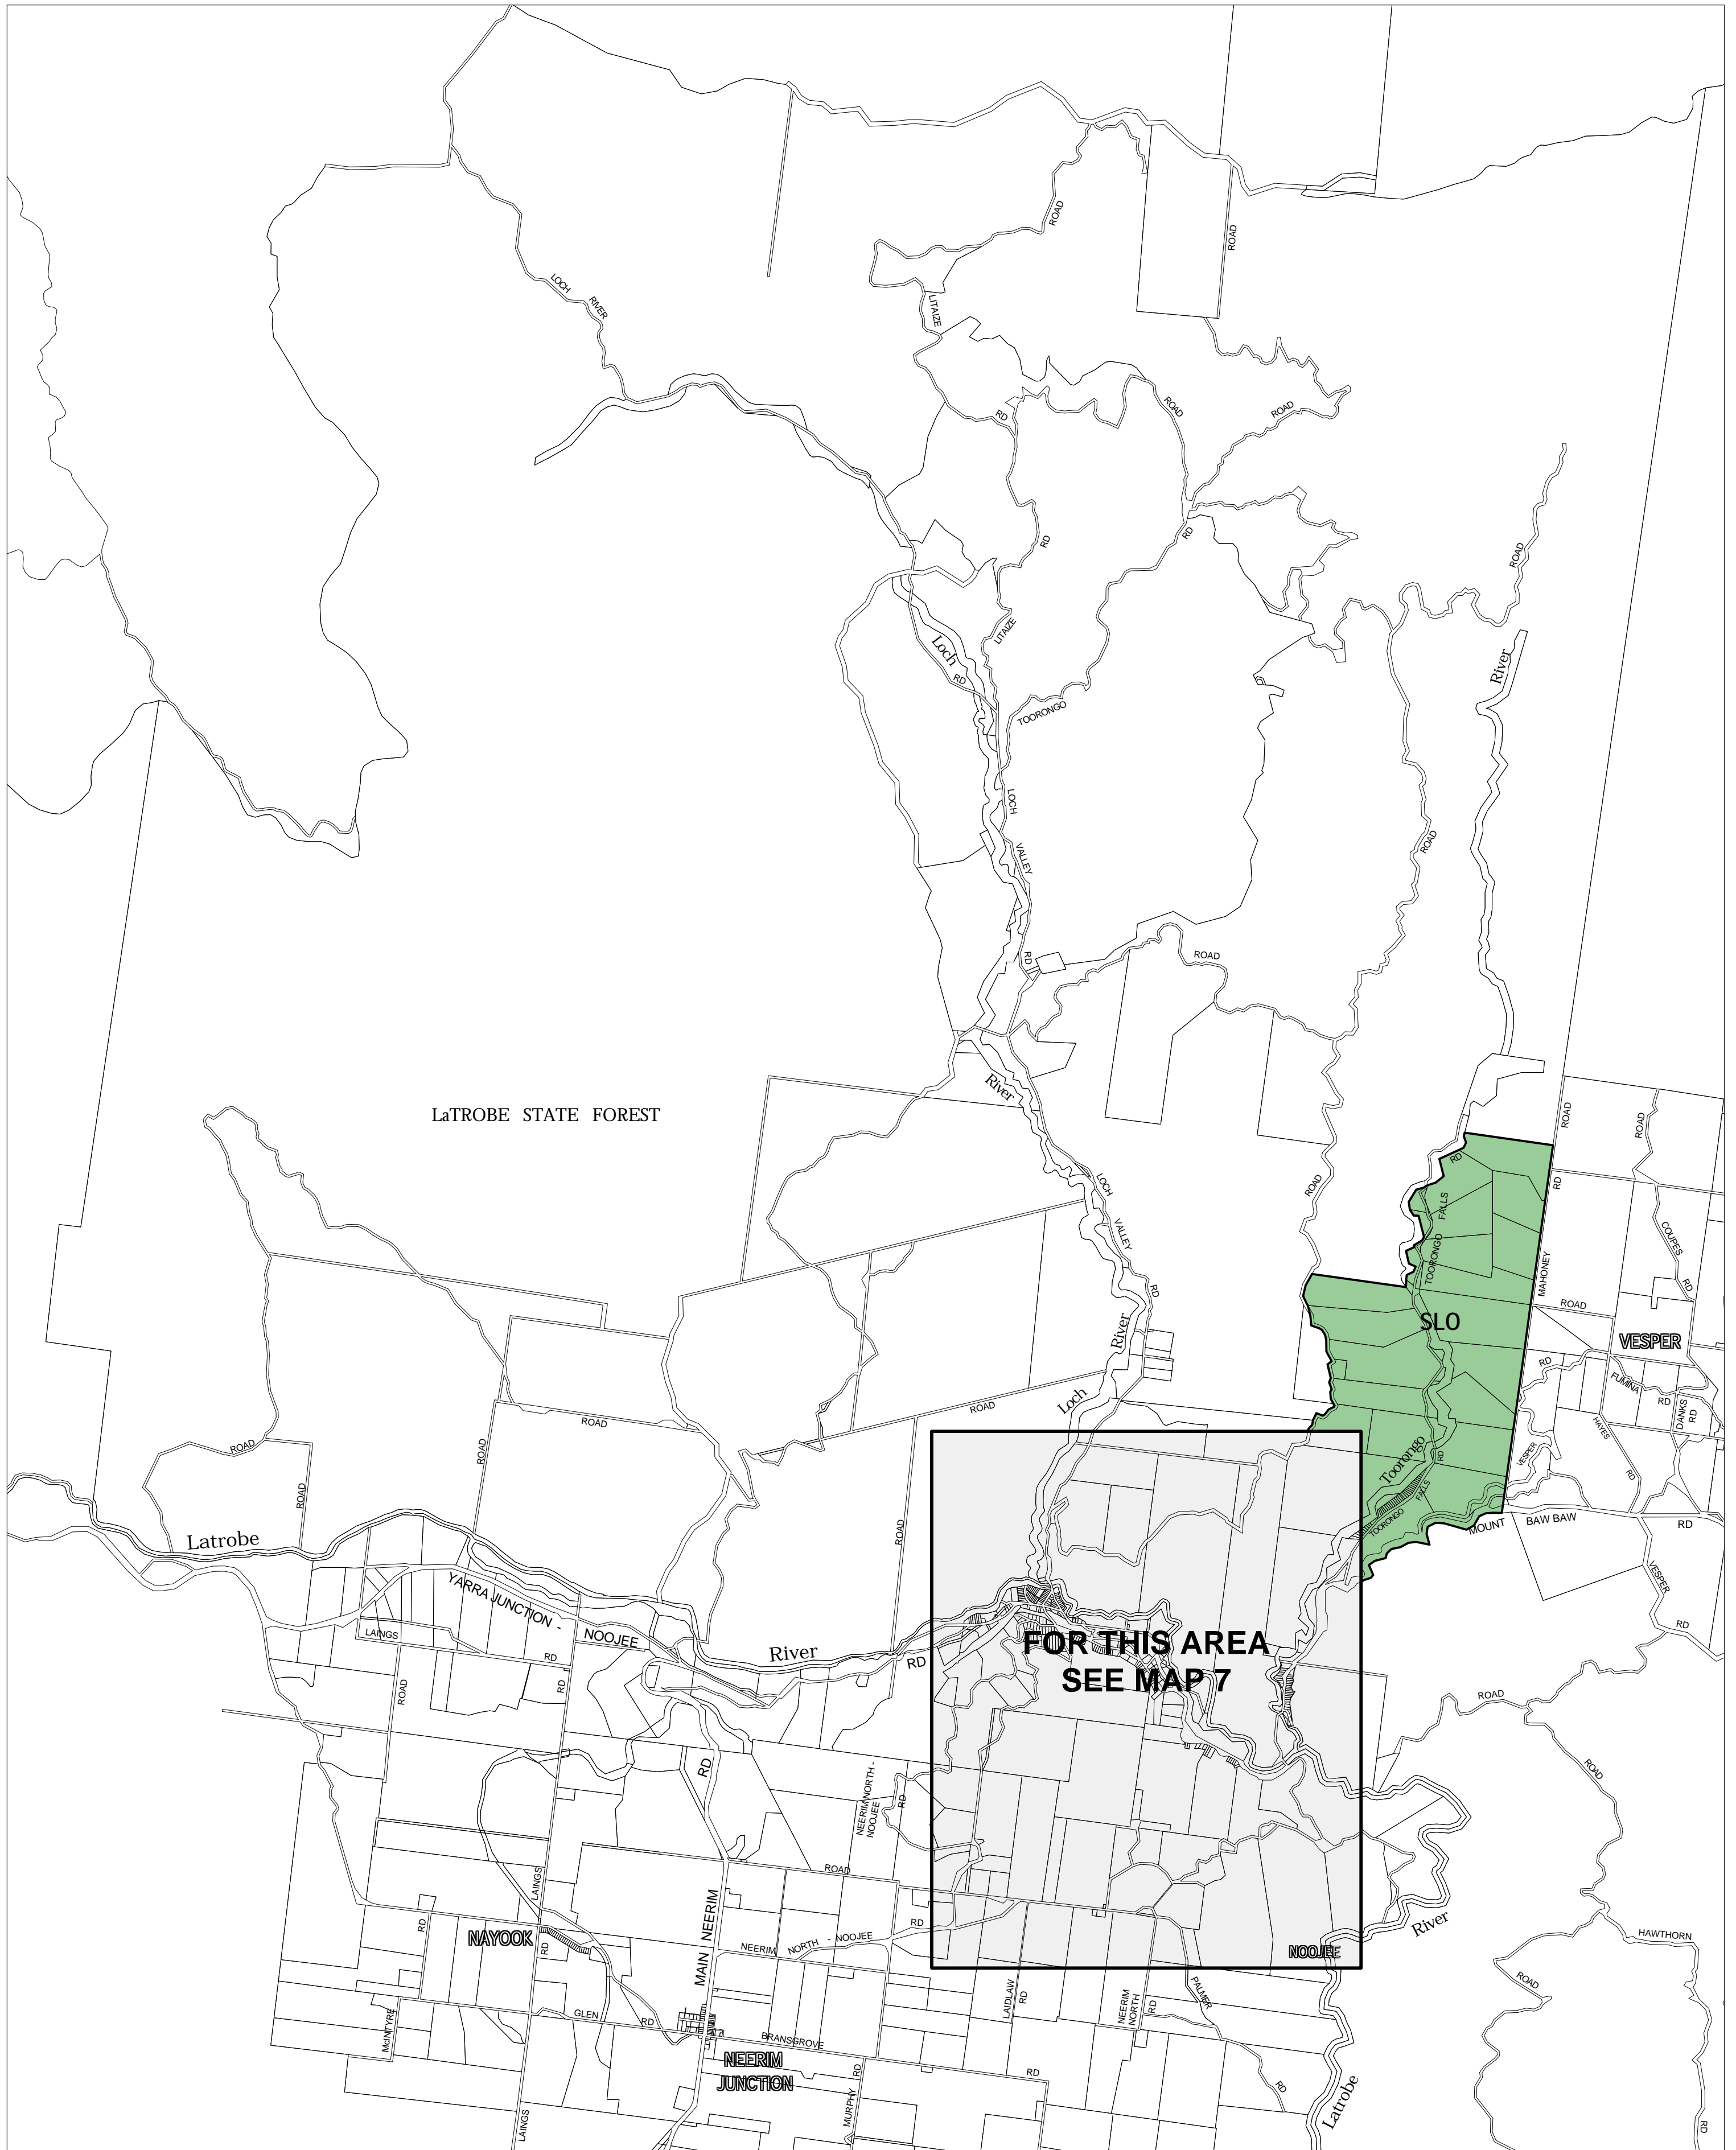 ROAD
ROAD
LOCH
RIVER
LITAIZE
RD
ROAD
ROAD
RD
RD
ROAD
LITAIZE
Loch
RD
River
TOORONGO
LOCH
VALLEY
ROAD
RD
ROAD
River
LaTROBE STATE FOREST
ROAD
ROAD
RD
LOCH
VALLEY
RD
ROAD
RD
FALLS
TOORONGO
MAHONEY
COUPES
RD
ROAD
SLO
VESPER
River
Loch
RD
FUMINA
RD
DANKS
RD
HAYES
RD
ROAD
ROAD
ROAD
ROAD
ROAD
ROAD
Toorongo
RD
FALLS
TOORONGO
VESPER
MOUNT
BAW BAW
RD
VESPER
RD
Latrobe
YARRA JUNCTION -
NOOJEE
LAINGS
RD
RD
ROAD
River
RD
FOR THIS AREA
SEE MAP 7
ROAD
ROAD
RD
NEERIM NORTH -
NOOJEE
RD
ROAD
LAINGS
MAIN NEERIM
RD
NAYOOK
RD
RD
NEERIM NORTH - NOOJEE
NOOJEE
River
HAWTHORN
ROAD
McINTYRE
GLEN
RD
BRANSGROVE
LAIDLAW
RD
NEERIM
NORTH
RD
PALMER
RD
NEERIM
JUNCTION
RD
MURPHY
RD
LAINGS
Latrobe
RD